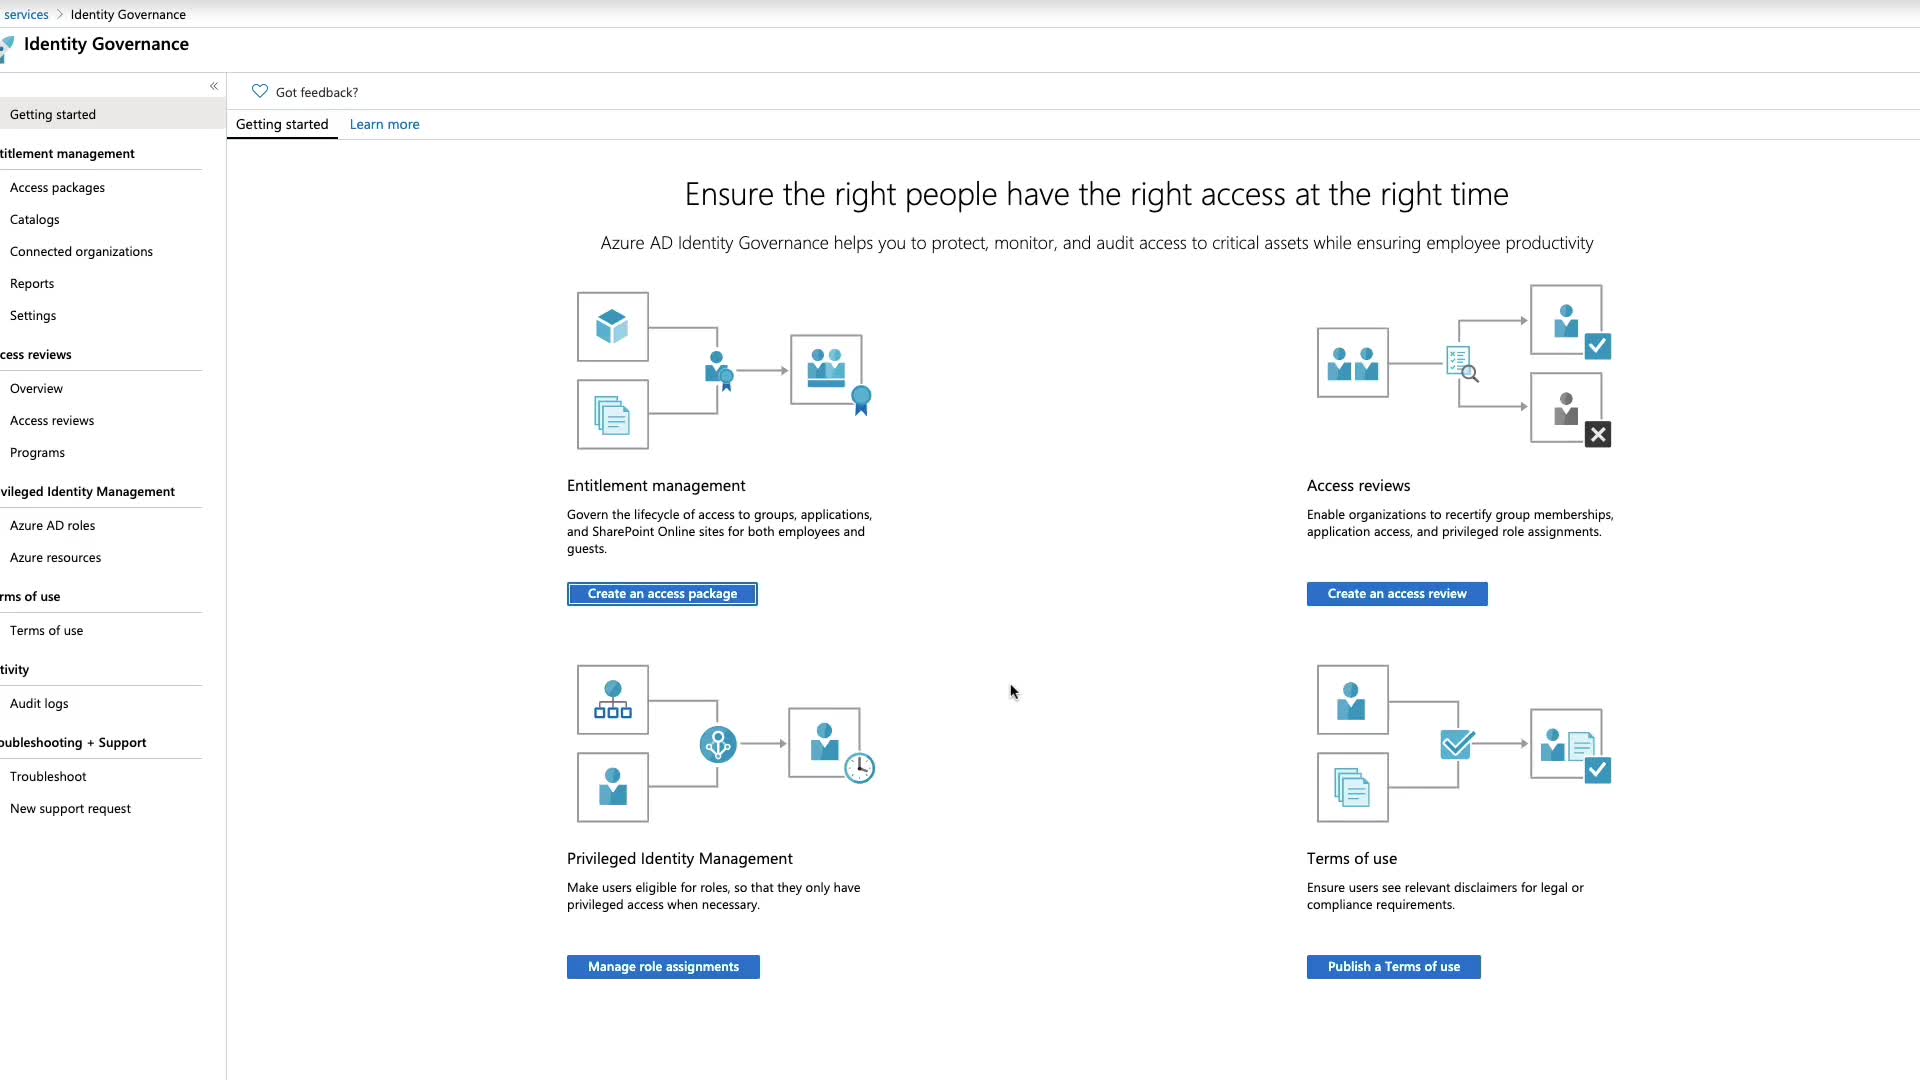 services > Identity Governance
Identity Governance
«
Got feedback?
Getting started
Getting started Learn more
titlement management
Access packages
Catalogs
Connected organizations
Reports
Settings
cess reviews
Overview
Access reviews
Programs
vileged Identity Management
Azure AD roles
Azure resources
rms of use
Terms of use
tivity
Audit logs
oubleshooting + Support
Troubleshoot
New support request
Ensure the right people have the right access at the right time
Azure AD Identity Governance helps you to protect, monitor, and audit access to critical assets while ensuring employee productivity
Entitlement management
Govern the lifecycle of access to groups, applications,
and SharePoint Online sites for both employees and
guests.
Create an access package
Access reviews
Enable organizations to recertify group memberships,
application access, and privileged role assignments.
Create an access review
Privileged Identity Management
Make users eligible for roles, so that they only have
privileged access when necessary.
Manage role assignments
Terms of use
Ensure users see relevant disclaimers for legal or
compliance requirements.
Publish a Terms of use